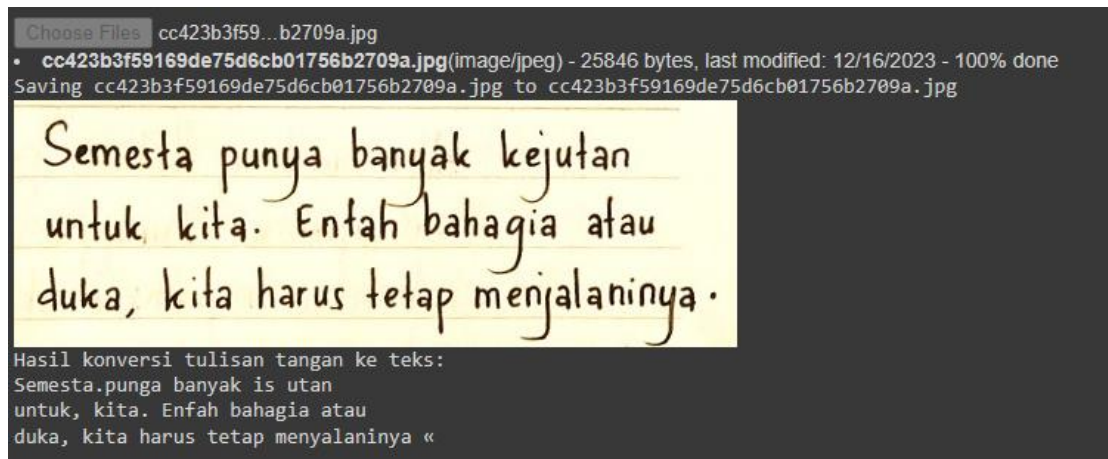 Choose Files cc423b3f59...b2709a.jpg
• cc423b3f59169de75d6cb01756b2709a.jpg(image/jpeg) - 25846 bytes, last modified: 12/16/2023 - 100% done
Saving cc423b3f59169de75d6cb01756b2709a.jpg to cc423b3f59169de75d6cb01756b2709a.jpg
Semesta punya banyak kejutan
untuk kita. Entah bahagia atau
duka, kita harus tetap menjalaninya.
Hasil konversi tulisan tangan ke teks:
Semesta.punga banyak is utan
untuk, kita. Enfah bahagia atau
duka, kita harus tetap menyalaninya «